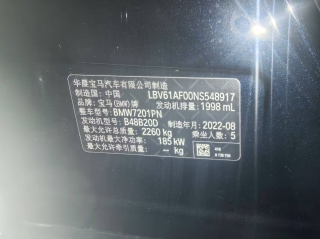 华晨宝马汽车有限公司制造
制造国：中国 LBV61AF00NS548917
品牌：宝马(BMW)牌 发动机排量：1998 mL
整车型号：BMW7201PN
发动机型号：B48B20D 制造年月：2022-08
最大允许总质量：2260 kg 乘坐人数：5
发动机最大净功率：185 kW
最大允许牵引质量：- kg